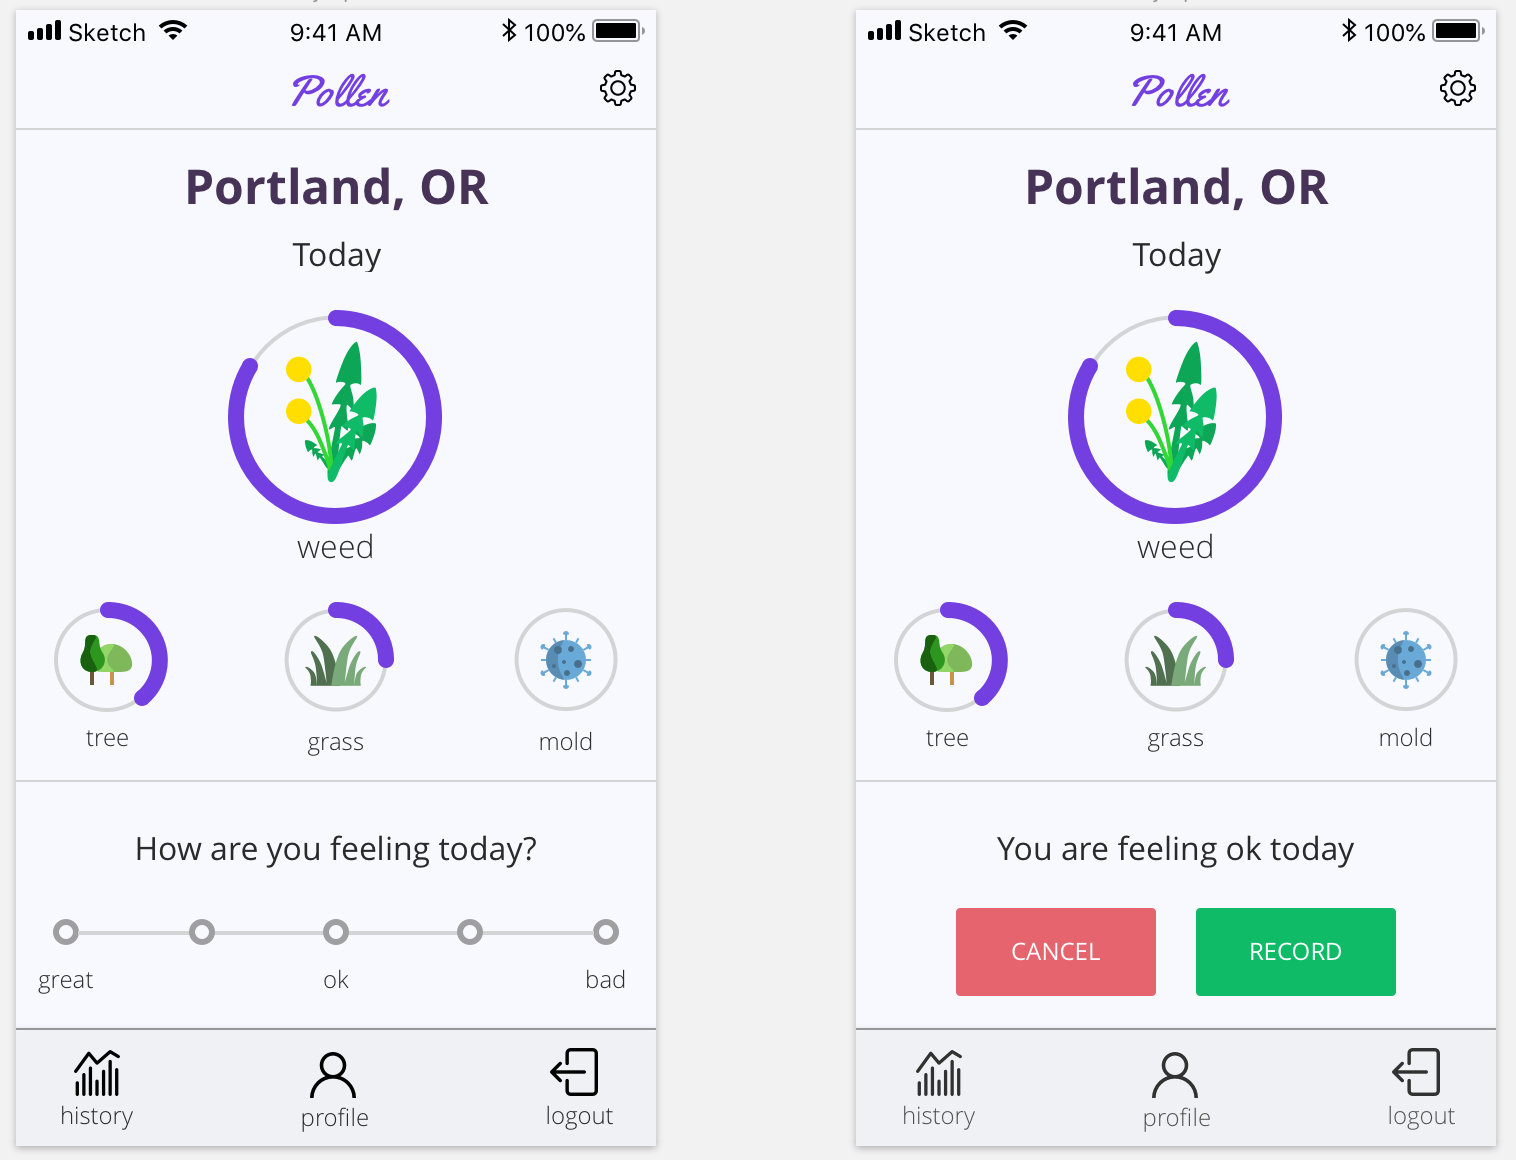 Sketch 9:41 AM 100%
Pollen
Portland, OR
Today
weed
tree grass mold
How are you feeling today?
great ok bad
history profile logout
Sketch 9:41 AM 100%
Pollen
Portland, OR
Today
weed
tree grass mold
You are feeling ok today
CANCEL RECORD
history profile logout